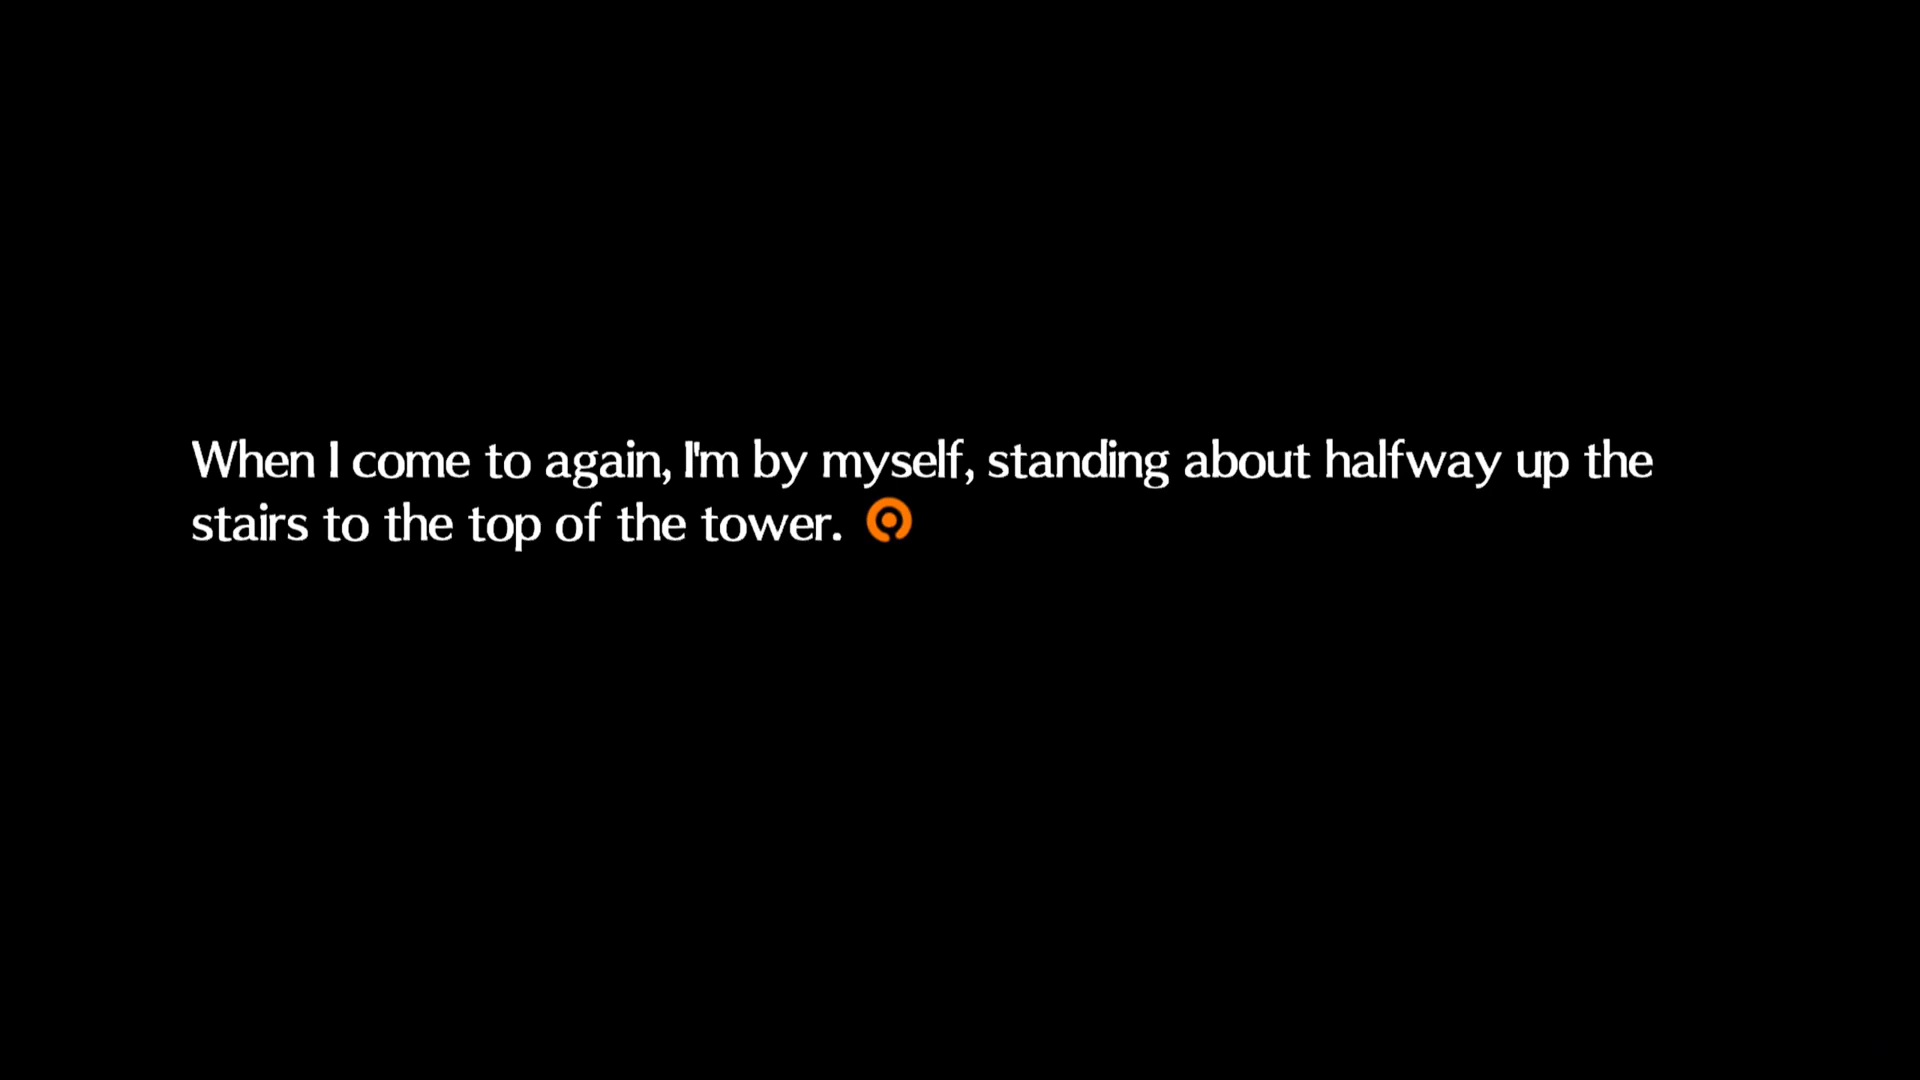 When I come to again, I'm by myself, standing about halfway up the
stairs to the top of the tower.